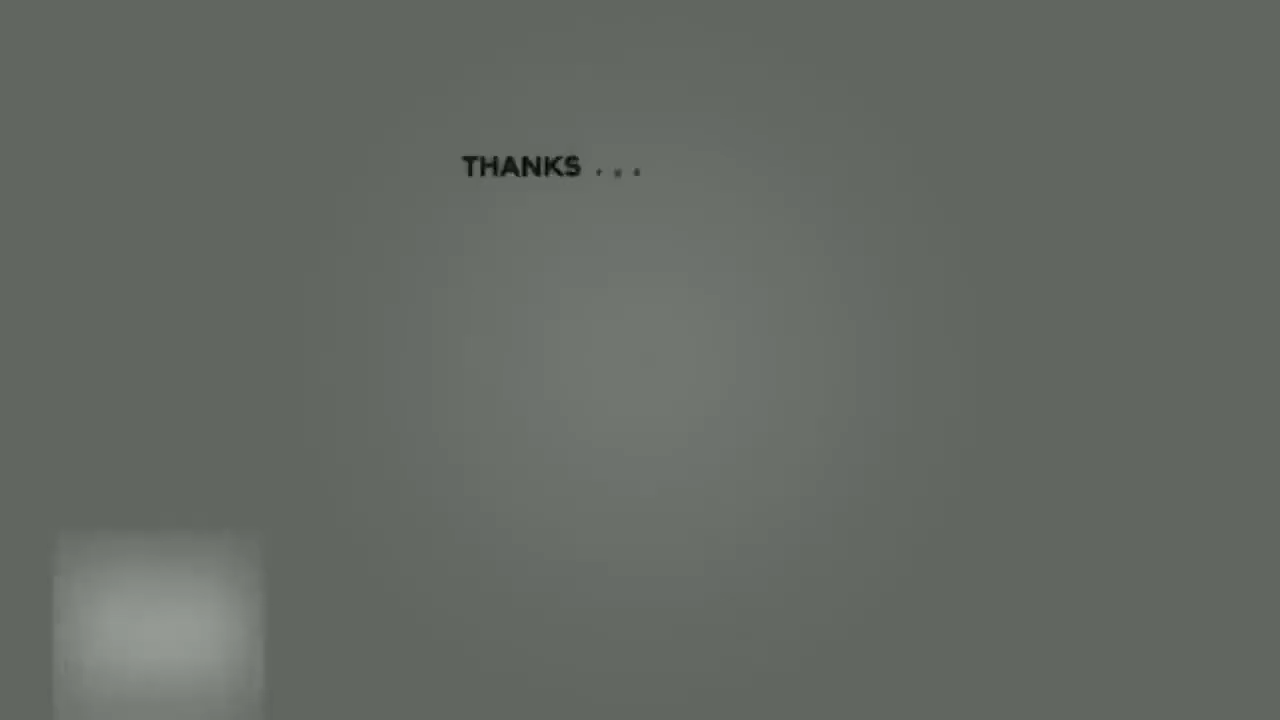 THANKS . . .